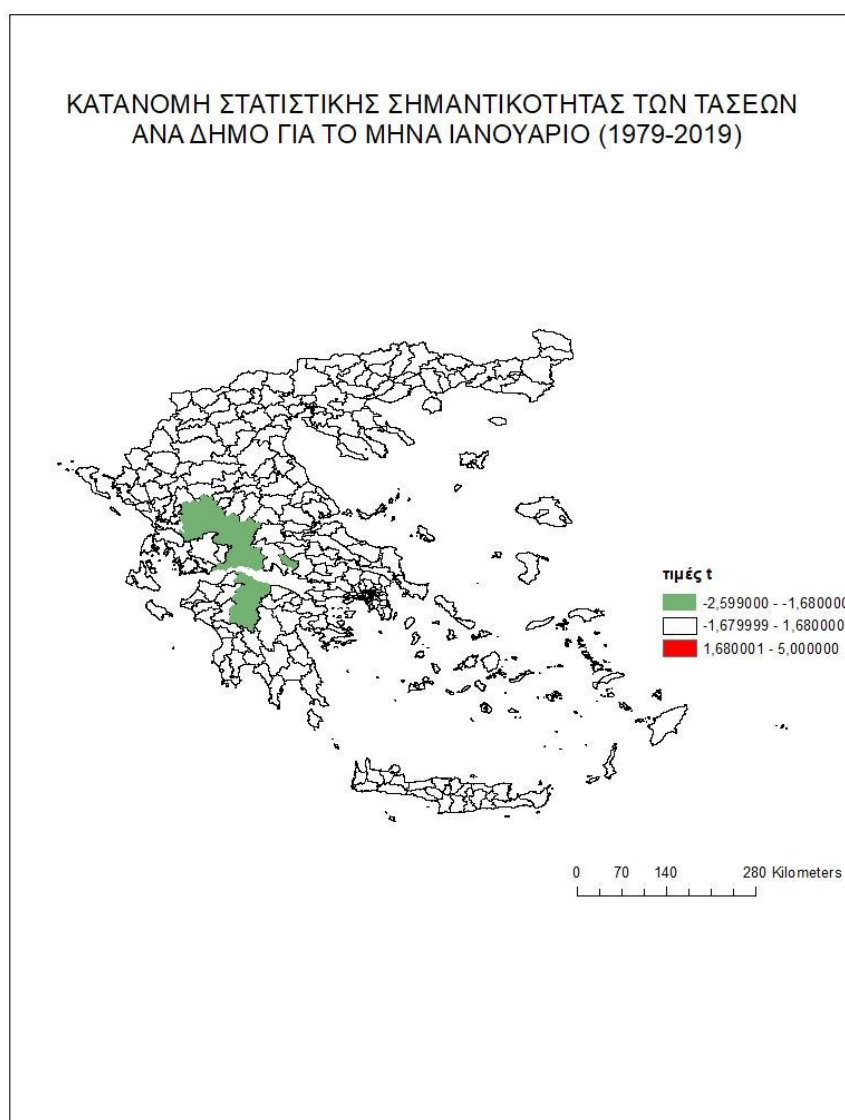 ΚΑΤΑΝΟΜΗ ΣΤΑΤΙΣΤΙΚΗΣ ΣΗΜΑΝΤΙΚΟΤΗΤΑΣ ΤΩΝ ΤΑΣΕΩΝ
ΑΝΑ ΔΗΜΟ ΓΙΑ ΤΟ ΜΗΝΑ ΙΑΝΟΥΑΡΙΟ (1979-2019)
τιμές t
-2,599000 - -1,680000
-1,679999 - 1,680000
1,680001 - 5,000000
0 70 140 280 Kilometers